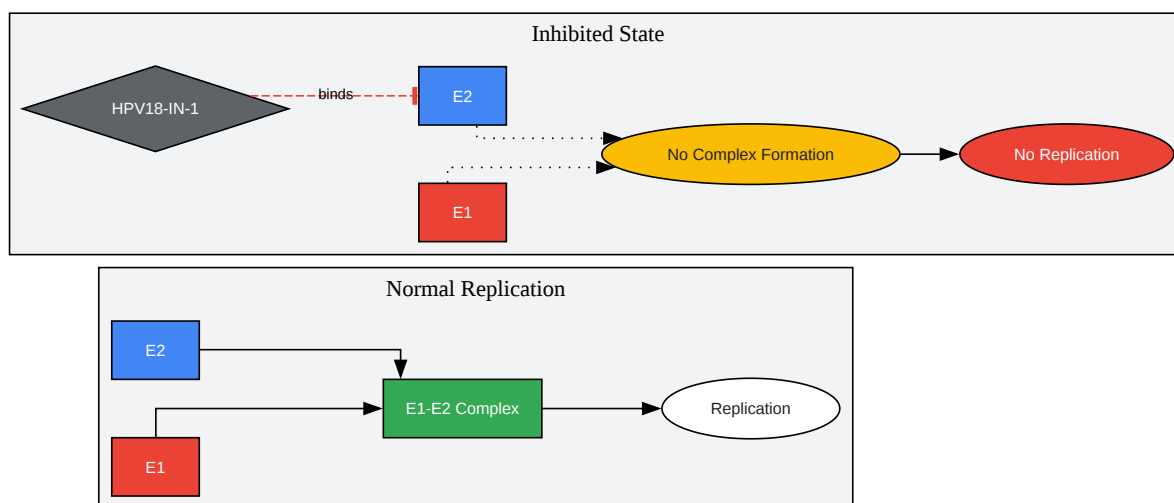 Inhibited State
HPV18-IN-1
binds
E2
No Complex Formation
No Replication
E1
Normal Replication
E2
E1-E2 Complex
Replication
E1